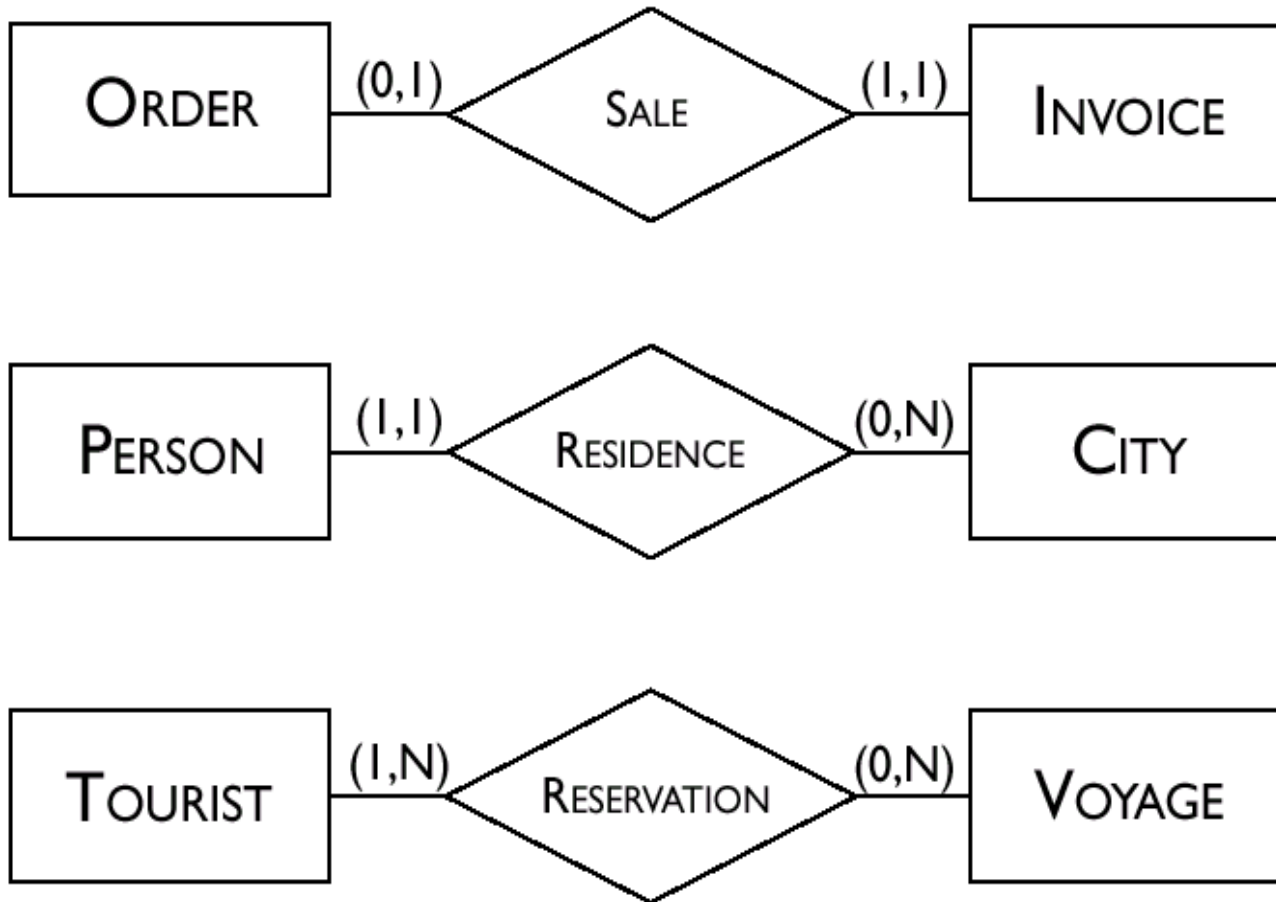 ORDER (0,1) SALE (1,1) INVOICE
PERSON (1,1) RESIDENCE (0,N) CITY
TOURIST (1,N) RESERVATION (0,N) VOYAGE